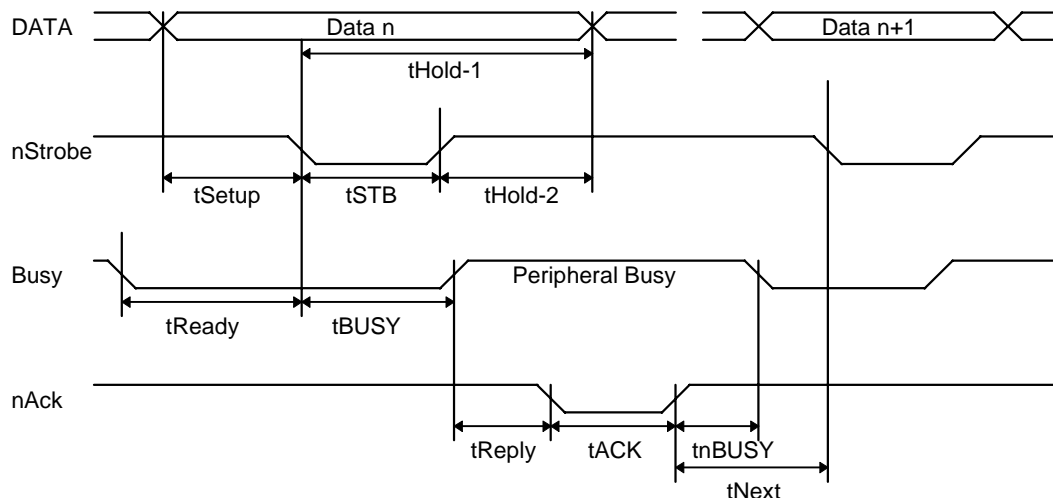 DATA Data n Data n+1
tHold-1
nStrobe
tSetup tSTB tHold-2
Busy Peripheral Busy
tReady tBUSY
nAck
tReply tACK tnBUSY
tNext